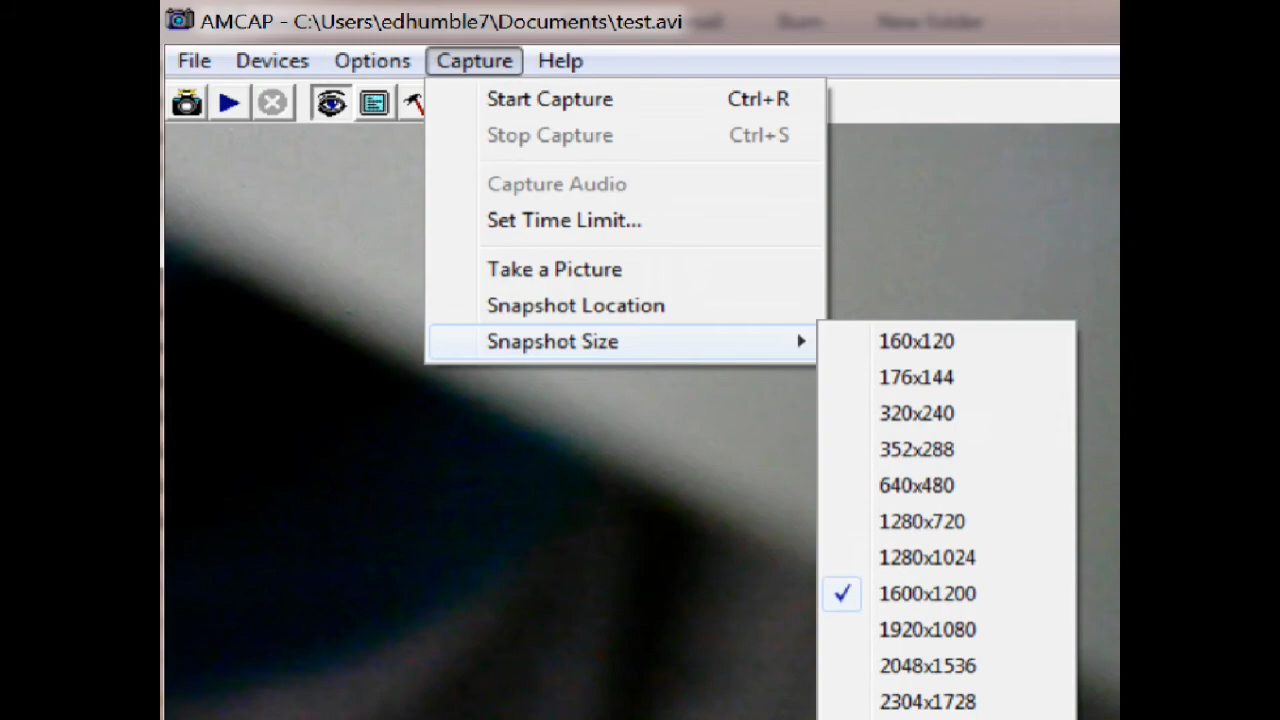 AMCAP - C:\Users\edhumble7\Documents\test.avi
File Devices Options Capture Help
Start Capture Ctrl+R
Stop Capture Ctrl+S
Capture Audio
Set Time Limit...
Take a Picture
Snapshot Location
Snapshot Size
160x120
176x144
320x240
352x288
640x480
1280x720
1280x1024
1600x1200
1920x1080
2048x1536
2304x1728